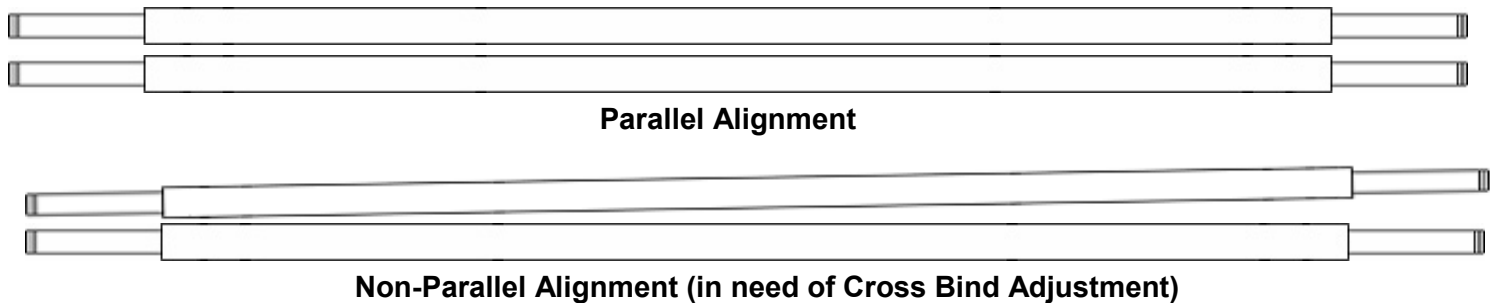 Parallel Alignment
Non-Parallel Alignment (in need of Cross Bind Adjustment)